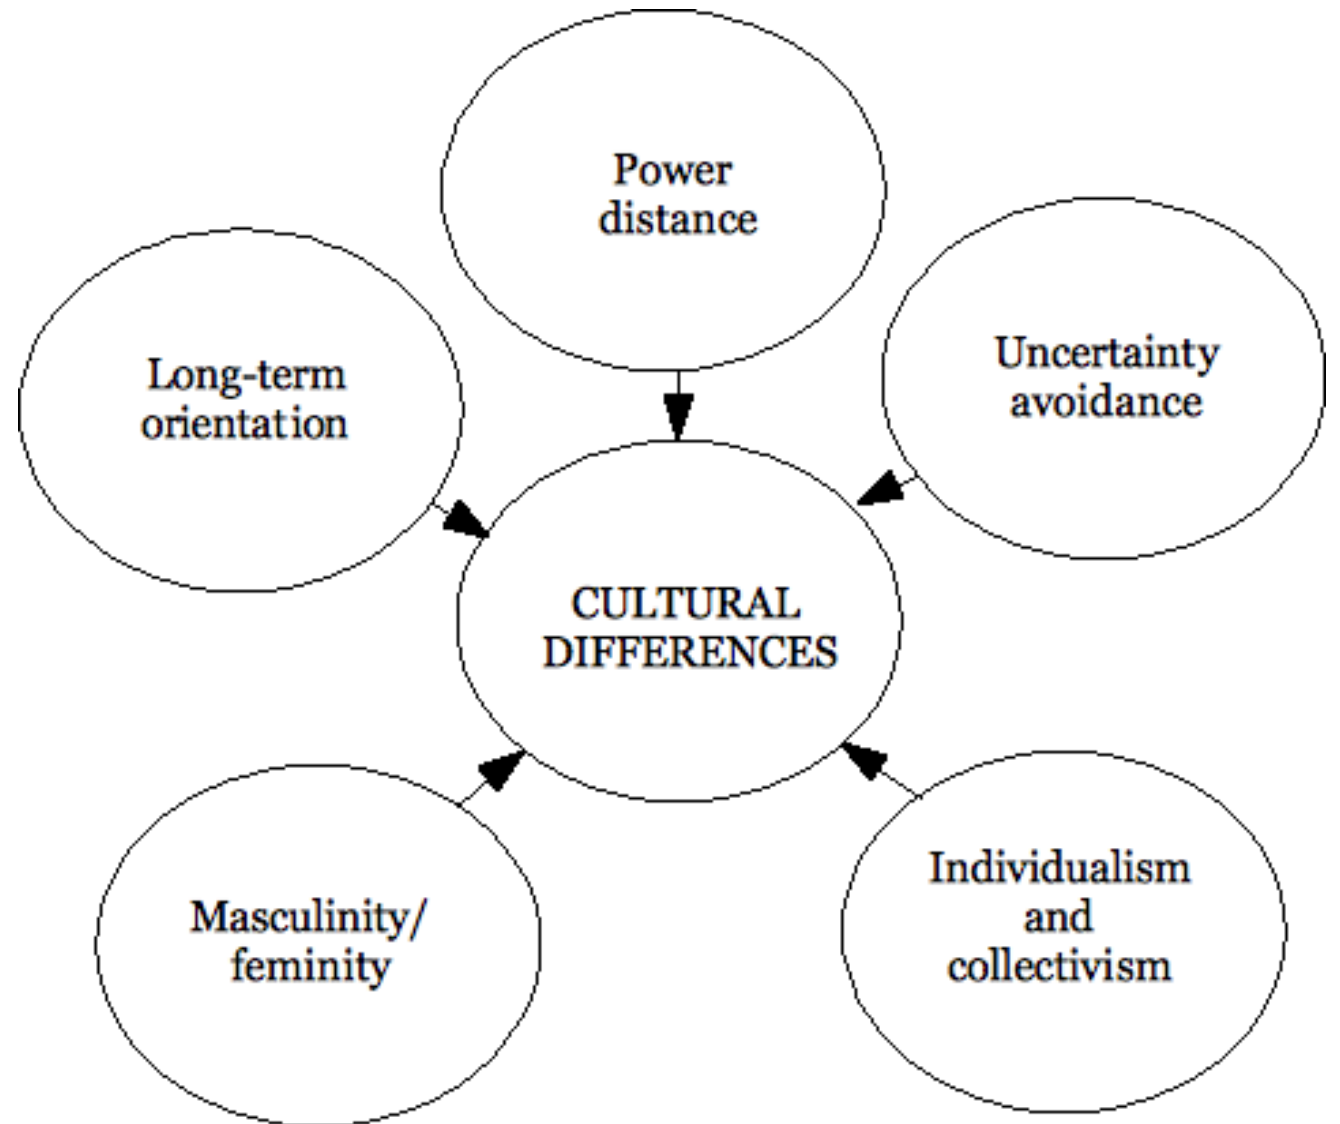 Power
distance
Uncertainty
avoidance
Long-term
orientation
CULTURAL
DIFFERENCES
Individualism
and
collectivism
Masculinity/
feminity